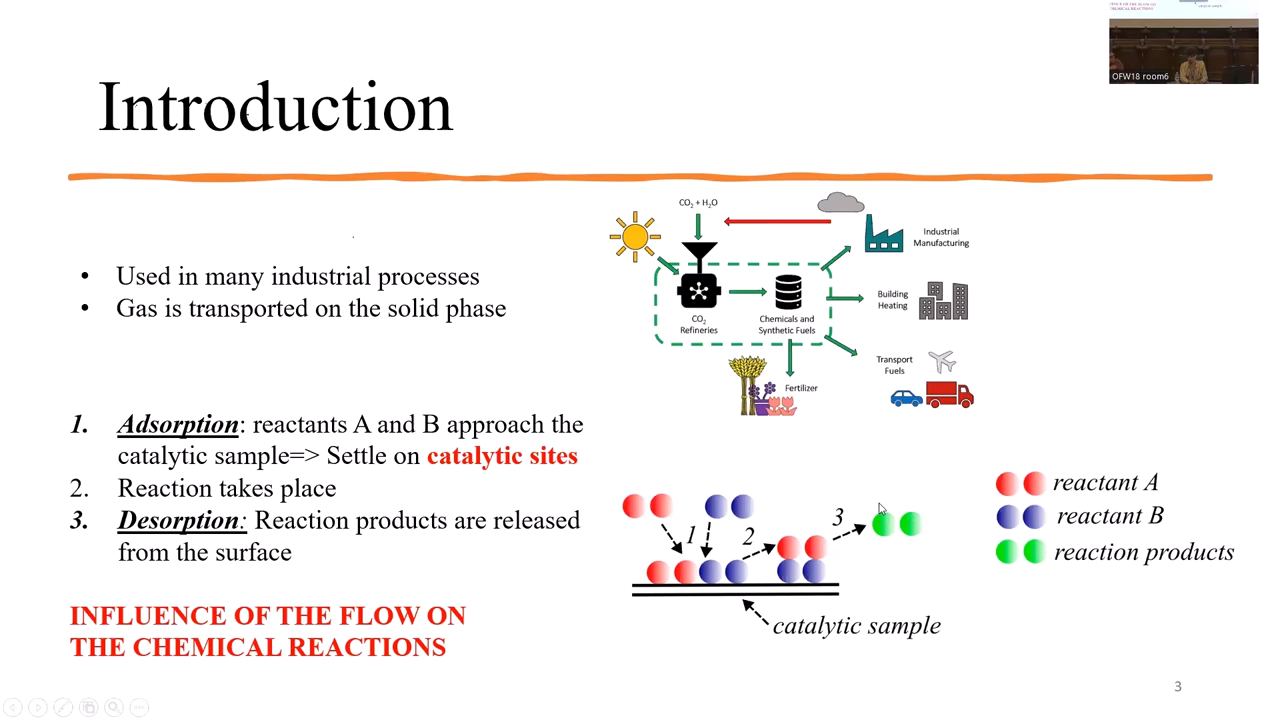 CHEMICAL REACTIONS
OFW18 room6
Introduction
• Used in many industrial processes
• Gas is transported on the solid phase
1. Adsorption: reactants A and B approach the
catalytic sample=> Settle on catalytic sites
2. Reaction takes place
3. Desorption: Reaction products are released
from the surface
INFLUENCE OF THE FLOW ON
THE CHEMICAL REACTIONS
CO₂ + H₂O
Industrial
Manufacturing
Building
Heating
CO₂
Refineries
Chemicals and
Synthetic Fuels
Transport
Fuels
Fertilizer
1
2
3
catalytic sample
reactant A
reactant B
reaction products
3